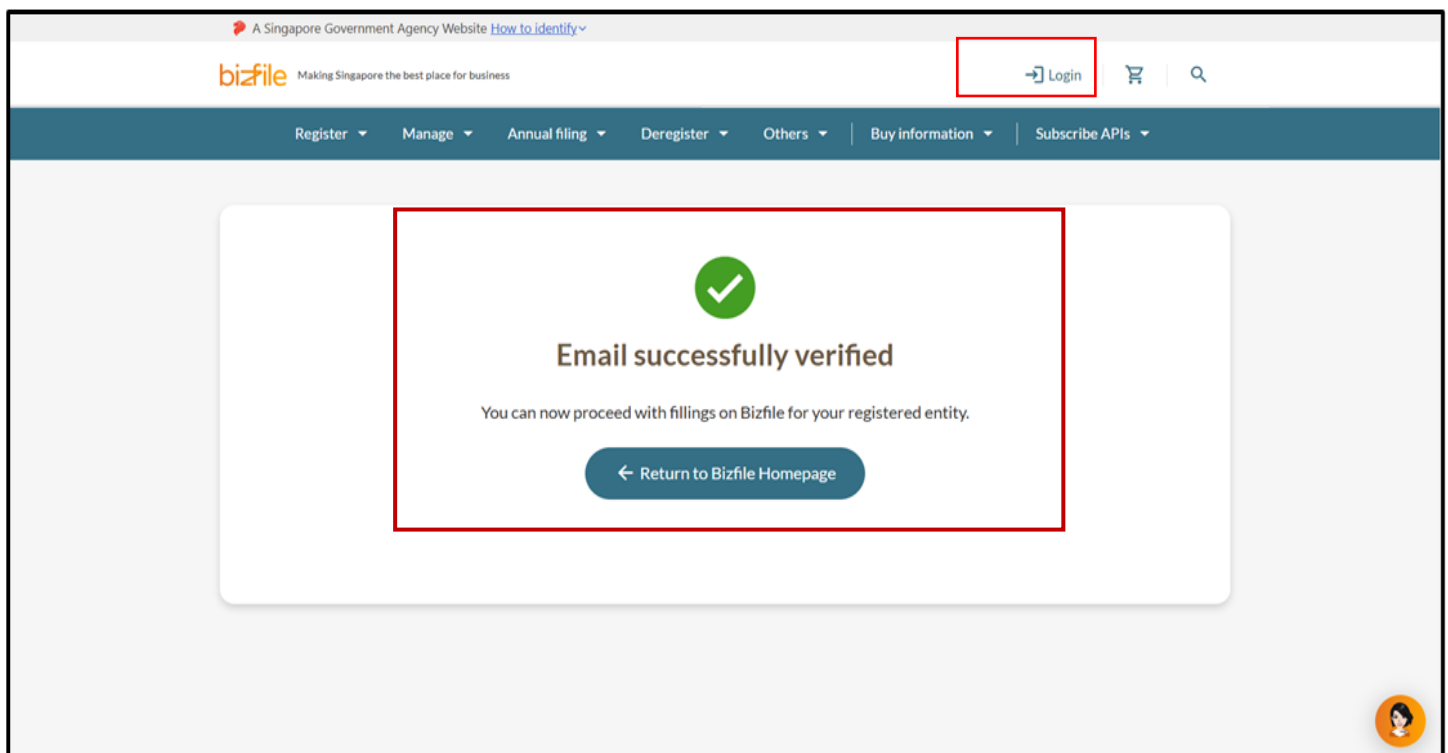 A Singapore Government Agency Website How to identify
bizfile Making Singapore the best place for business
Login
Register Manage Annual filing Deregister Others Buy information Subscribe APIs
Email successfully verified
You can now proceed with fillings on Bizfile for your registered entity.
Return to Bizfile Homepage